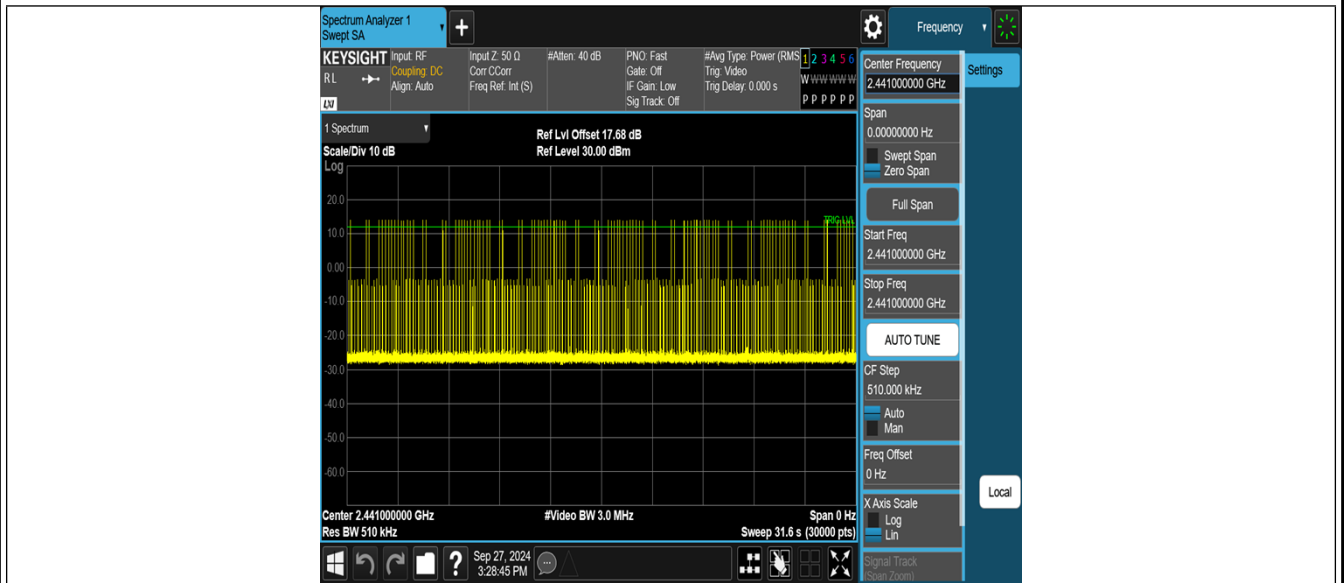 Spectrum Analyzer 1
Swept SA
+
Frequency
KEYSIGHT
RL
LXI
Input: RF
Coupling: DC
Align: Auto
Input Z: 50 Ω
Corr CCorr
Freq Ref: Int (S)
#Atten: 40 dB
PNO: Fast
Gate: Off
IF Gain: Low
Sig Track: Off
#Avg Type: Power (RMS
Trig: Video
Trig Delay: 0.000 s
1 2 3 4 5 6
W W W W W W
P P P P P P
1 Spectrum
Scale/Div 10 dB
Ref Lvl Offset 17.68 dB
Ref Level 30.00 dBm
Log
20.0
10.0
0.00
-10.0
-20.0
-30.0
-40.0
-50.0
-60.0
TRIG LVL
Center 2.441000000 GHz
#Video BW 3.0 MHz
Span 0 Hz
Res BW 510 kHz
Sweep 31.6 s (30000 pts)
?
Sep 27, 2024
3:28:45 PM
Center Frequency
2.441000000 GHz
Settings
Span
0.00000000 Hz
Swept Span
Zero Span
Full Span
Start Freq
2.441000000 GHz
Stop Freq
2.441000000 GHz
AUTO TUNE
CF Step
510.000 kHz
Auto
Man
Freq Offset
0 Hz
X Axis Scale
Log
Lin
Local
Signal Track
(Span Zoom)